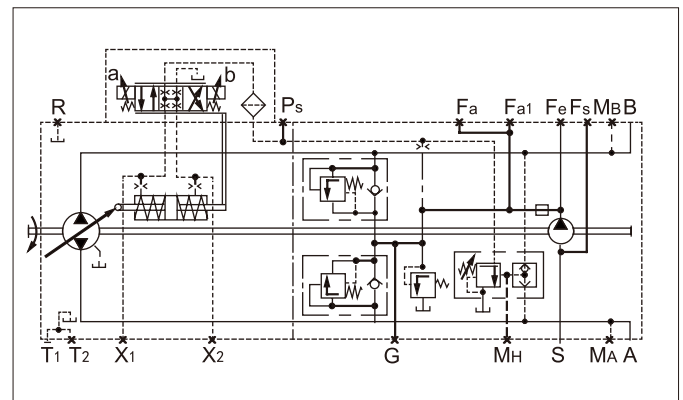 a b
R Ps Fa Fa1 Fe Fs MB B
T1 T2 X1 X2 G MH S MA A